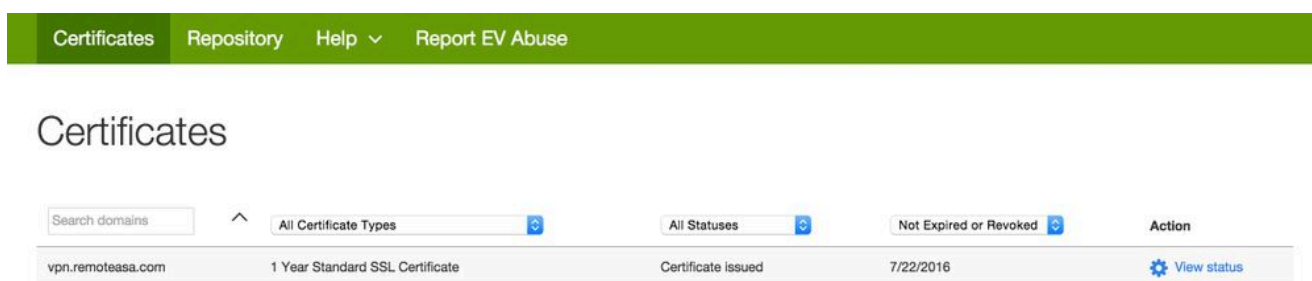 Certificates Repository Help Report EV Abuse
Certificates
Search domains All Certificate Types All Statuses Not Expired or Revoked Action
vpn.remoteasa.com 1 Year Standard SSL Certificate Certificate issued 7/22/2016 View status